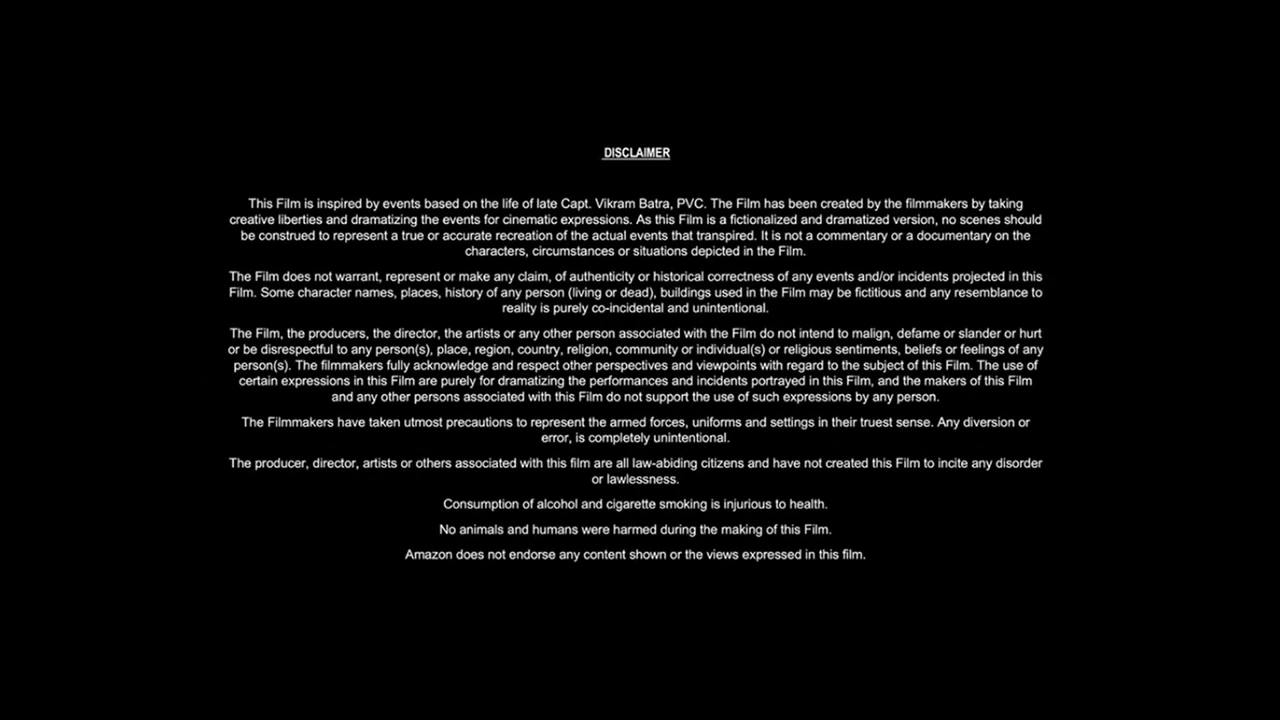 DISCLAIMER
This Film is inspired by events based on the life of late Capt. Vikram Batra, PVC. The Film has been created by the filmmakers by taking
creative liberties and dramatizing the events for cinematic expressions. As this Film is a fictionalized and dramatized version, no scenes should
be construed to represent a true or accurate recreation of the actual events that transpired. It is not a commentary or a documentary on the
characters, circumstances or situations depicted in the Film.
The Film does not warrant, represent or make any claim, of authenticity or historical correctness of any events and/or incidents projected in this
Film. Some character names, places, history of any person (living or dead), buildings used in the Film may be fictitious and any resemblance to
reality is purely co-incidental and unintentional.
The Film, the producers, the director, the artists or any other person associated with the Film do not intend to malign, defame or slander or hurt
or be disrespectful to any person(s), place, region, country, religion, community or individual(s) or religious sentiments, beliefs or feelings of any
person(s). The filmmakers fully acknowledge and respect other perspectives and viewpoints with regard to the subject of this Film. The use of
certain expressions in this Film are purely for dramatizing the performances and incidents portrayed in this Film, and the makers of this Film
and any other persons associated with this Film do not support the use of such expressions by any person.
The Filmmakers have taken utmost precautions to represent the armed forces, uniforms and settings in their truest sense. Any diversion or
error, is completely unintentional.
The producer, director, artists or others associated with this film are all law-abiding citizens and have not created this Film to incite any disorder
or lawlessness.
Consumption of alcohol and cigarette smoking is injurious to health.
No animals and humans were harmed during the making of this Film.
Amazon does not endorse any content shown or the views expressed in this film.